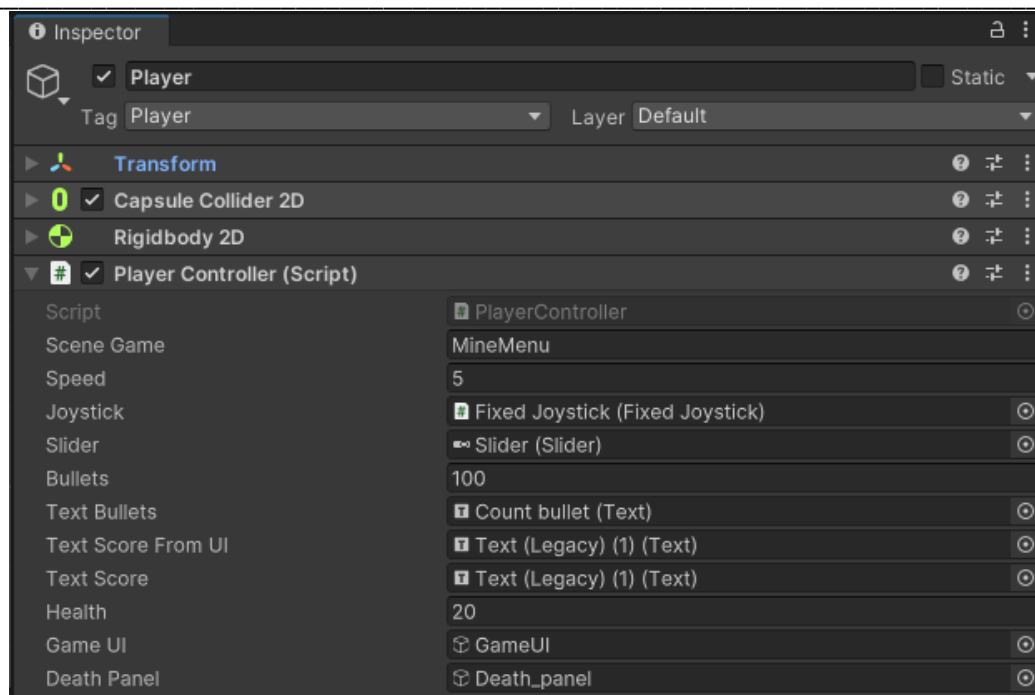 Inspector
Player Static
Tag Player Layer Default
Transform
Capsule Collider 2D
Rigidbody 2D
# Player Controller (Script)
Script # PlayerController
Scene Game MineMenu
Speed 5
Joystick # Fixed Joystick (Fixed Joystick)
Slider Slider (Slider)
Bullets 100
Text Bullets T Count bullet (Text)
Text Score From UI T Text (Legacy) (1) (Text)
Text Score T Text (Legacy) (1) (Text)
Health 20
Game UI GameUI
Death Panel Death_panel